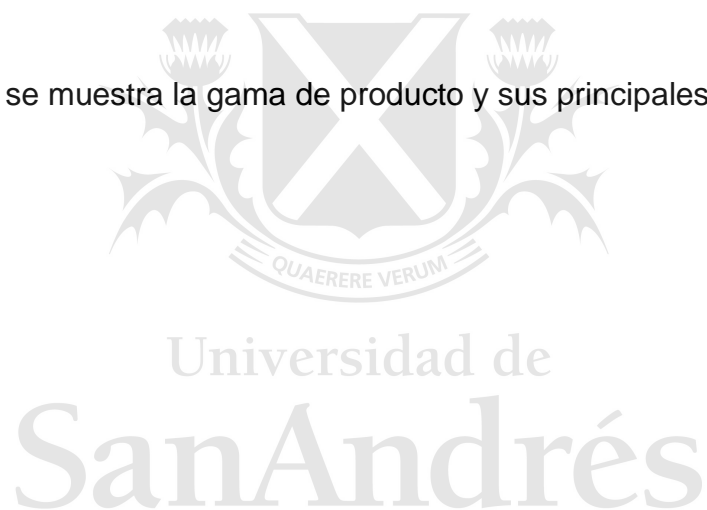 se muestra la gama de producto y sus principales
QUAERERE VERUM
Universidad de
SanAndrés